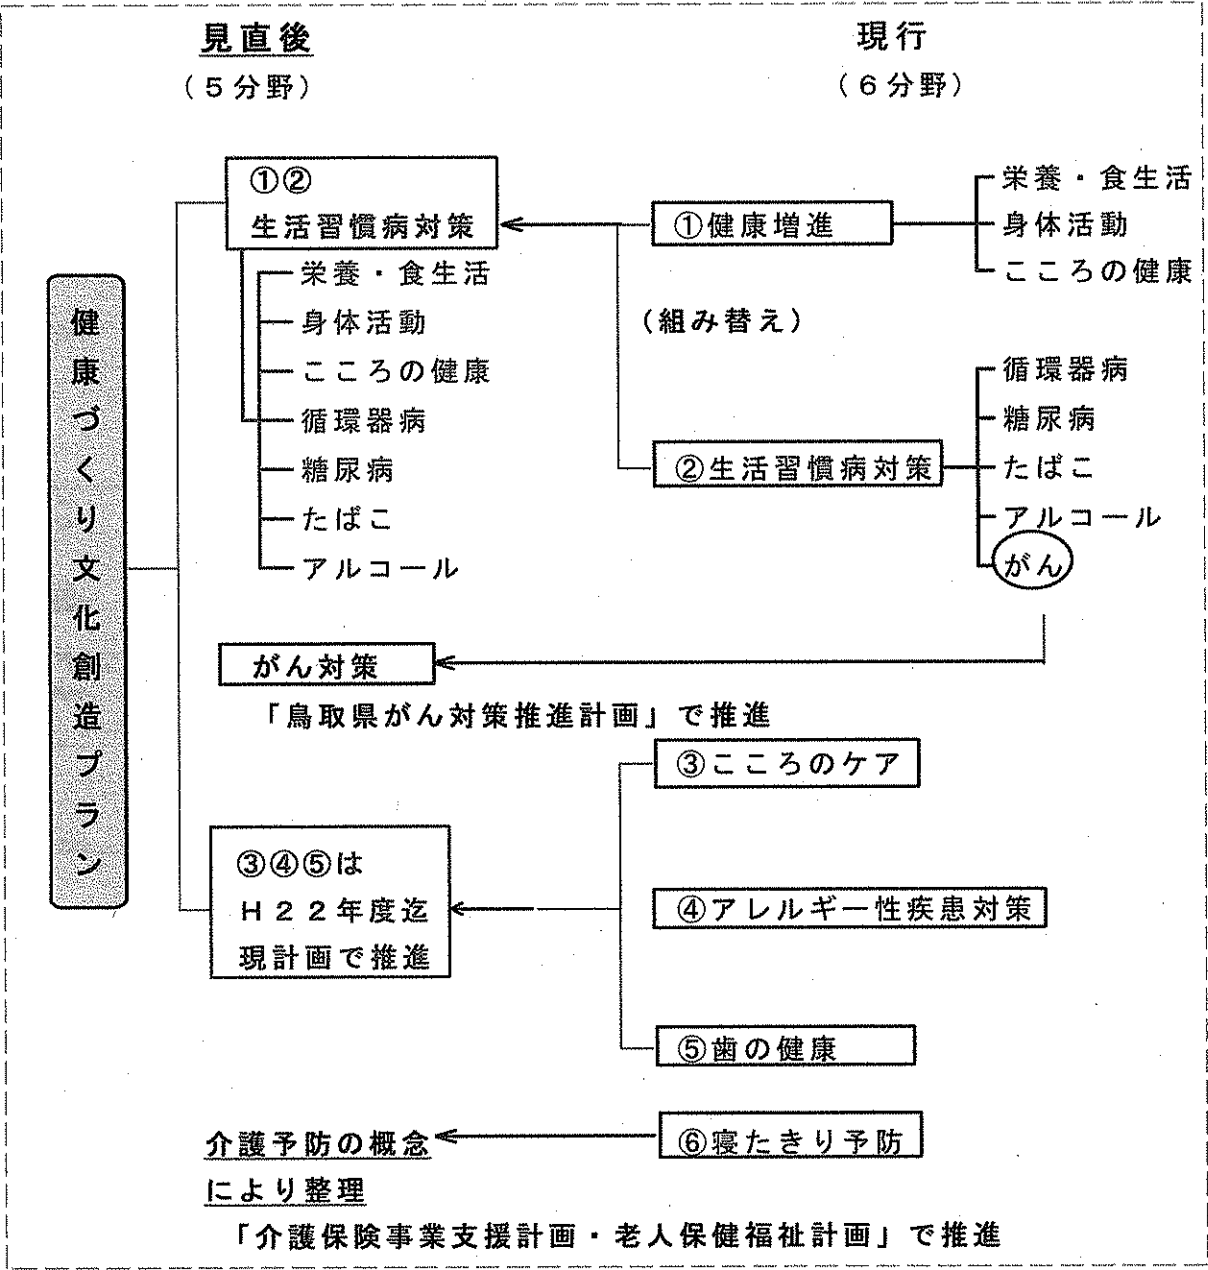 見直後
(5分野)
現行
(6分野)
健康づくり文化創造プラン
①②
生活習慣病対策
栄養・食生活
身体活動
こころの健康
循環器病
糖尿病
たばこ
アルコール
①健康増進
栄養・食生活
身体活動
こころの健康
(組み替え)
②生活習慣病対策
循環器病
糖尿病
たばこ
アルコール
がん
がん対策
「鳥取県がん対策推進計画」で推進
③④⑤は
H22年度迄
現計画で推進
③こころのケア
④アレルギー性疾患対策
⑤歯の健康
介護予防の概念
により整理
⑥寝たきり予防
「介護保険事業支援計画・老人保健福祉計画」で推進